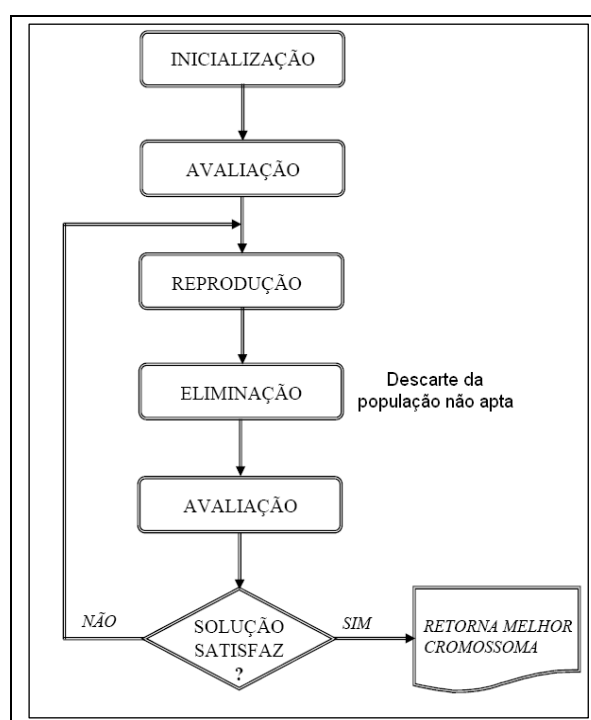 INICIALIZAÇÃO
AVALIAÇÃO
REPRODUÇÃO
ELIMINAÇÃO
Descarte da
população não apta
AVALIAÇÃO
NÃO
SOLUÇÃO
SATISFAZ
?
SIM
RETORNA MELHOR
CROMOSSOMA